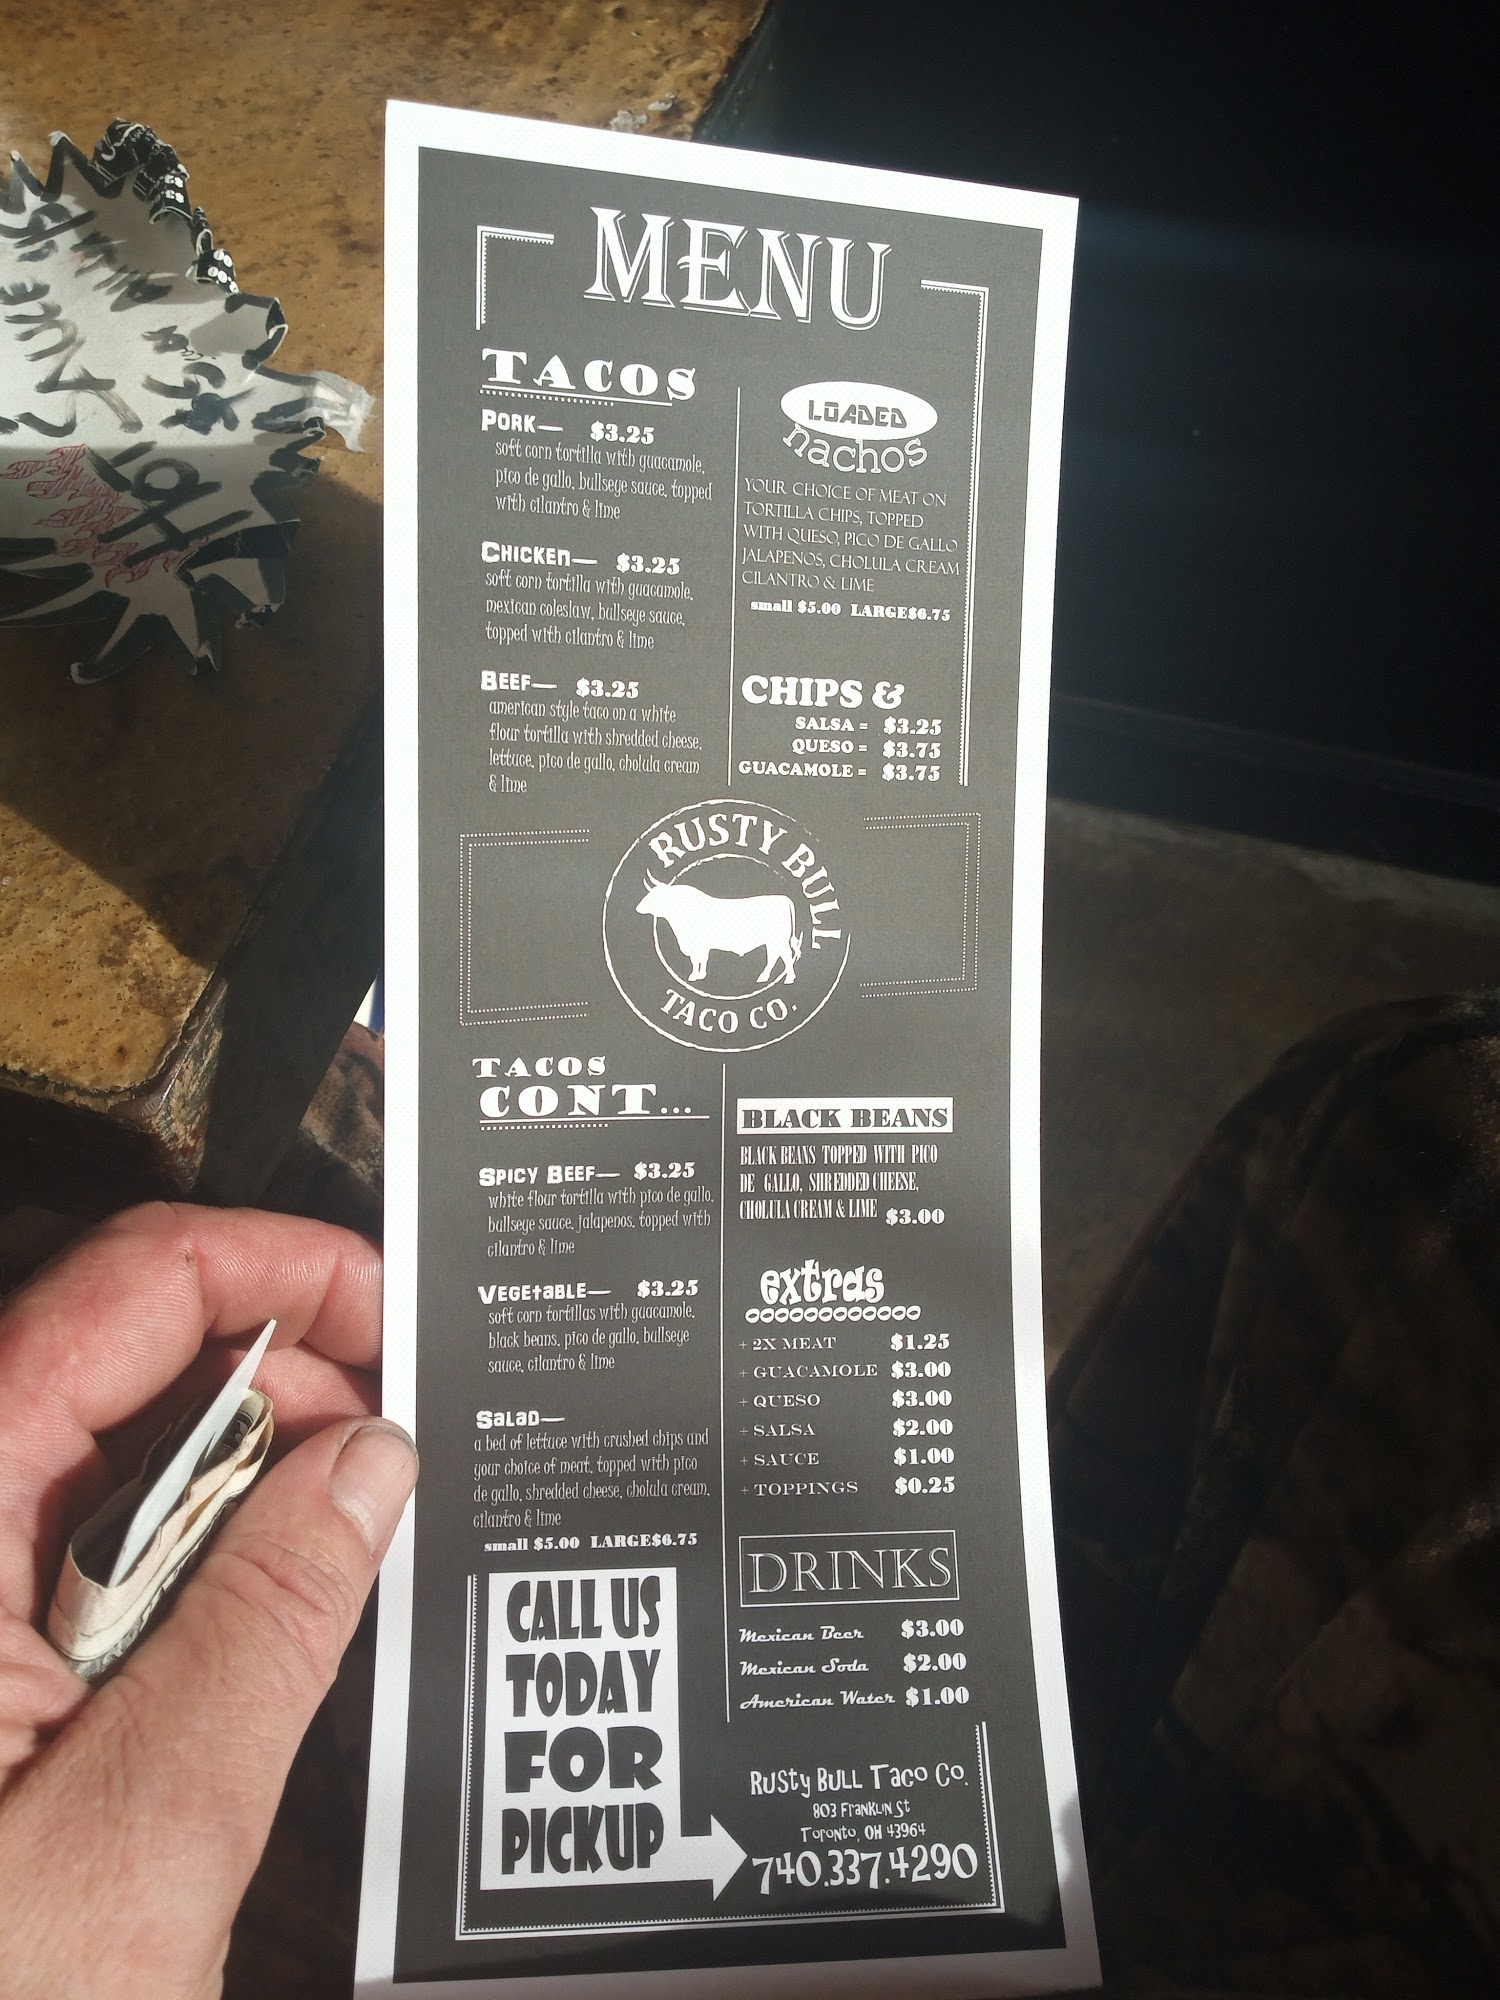 MENU
TACOS
PORK— $3.25
soft corn tortilla with guacamole,
pico de gallo, bullseye sauce, topped
with cilantro & lime
CHICKEN— $3.25
soft corn tortilla with guacamole,
mexican coleslaw, bullseye sauce,
topped with cilantro & lime
BEEF— $3.25
american style taco on a white
flour tortilla with shredded cheese,
lettuce, pico de gallo, cholula cream
& lime
LOADED
nachos
YOUR CHOICE OF MEAT ON
TORTILLA CHIPS, TOPPED
WITH QUESO, PICO DE GALLO
JALAPENOS, CHOLULA CREAM
CILANTRO & LIME
small $5.00 LARGE$6.75
CHIPS &
SALSA = $3.25
QUESO = $3.75
GUACAMOLE = $3.75
RUSTY BULL
TACO CO.
TACOS
CONT...
SPICY BEEF— $3.25
white flour tortilla with pico de gallo,
bullseye sauce, jalapenos, topped with
cilantro & lime
VEGETABLE— $3.25
soft corn tortillas with guacamole,
black beans, pico de gallo, bullseye
sauce, cilantro & lime
SALAD—
a bed of lettuce with crushed chips and
your choice of meat, topped with pico
de gallo, shredded cheese, cholula cream,
cilantro & lime
small $5.00 LARGE$6.75
BLACK BEANS
BLACK BEANS TOPPED WITH PICO
DE GALLO, SHREDDED CHEESE,
CHOLULA CREAM & LIME $3.00
extras
+ 2X MEAT $1.25
+ GUACAMOLE $3.00
+ QUESO $3.00
+ SALSA $2.00
+ SAUCE $1.00
+ TOPPINGS $0.25
DRINKS
Mexican Beer $3.00
Mexican Soda $2.00
American Water $1.00
CALL US
TODAY
FOR
PICKUP
Rusty Bull Taco Co.
803 Franklin St
Toronto, OH 43964
740.337.4290
Hot